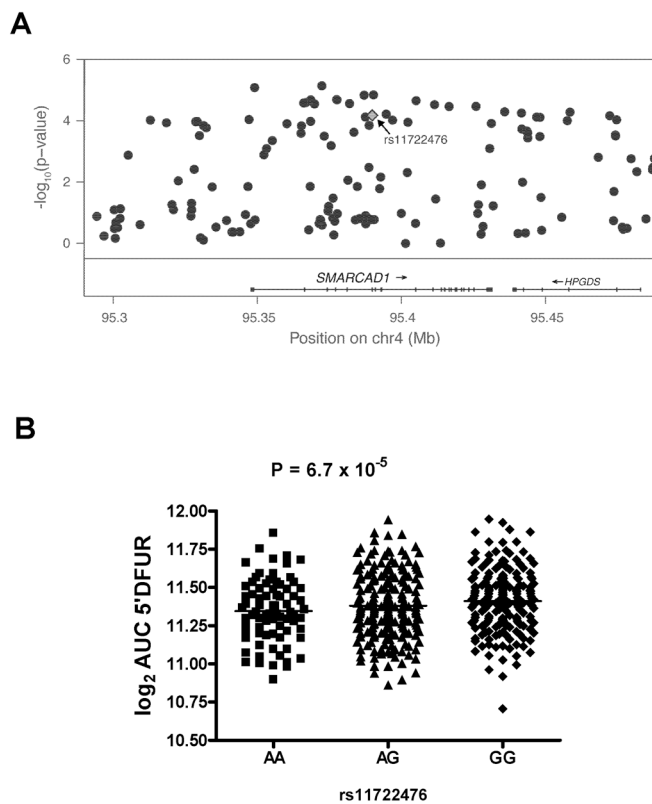 A
6
4
2
0
-log₁₀(p-value)
rs11722476
SMARCAD1 →
← HPGDS
95.3 95.35 95.4 95.45
Position on chr4 (Mb)
B
P = 6.7 x 10⁻⁵
12.00
11.75
11.50
11.25
11.00
10.75
10.50
log₂ AUC 5'DFUR
AA AG GG
rs11722476